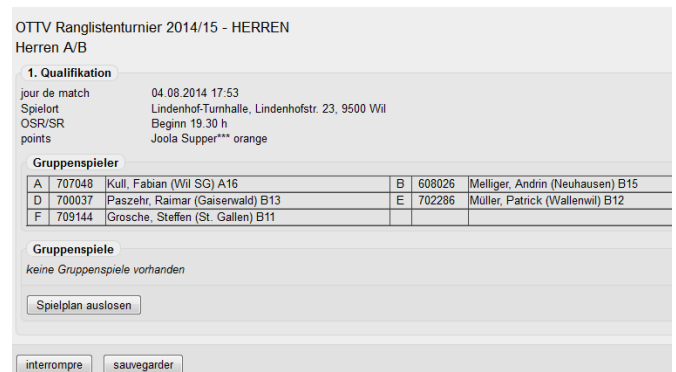 OTTV Ranglistenturnier 2014/15 - HERREN
Herren A/B
1. Qualifikation
jour de match 04.08.2014 17:53
Spielort Lindenhof-Turnhalle, Lindenhofstr. 23, 9500 Wil
OSR/SR Beginn 19.30 h
points Joola Supper*** orange
Gruppenspieler
A 707048 Kull, Fabian (Wil SG) A16 B 608026 Melliger, Andrin (Neuhausen) B15
D 700037 Paszehr, Raimar (Gaiserwald) B13 E 702286 Müller, Patrick (Wallenwil) B12
F 709144 Grosche, Steffen (St. Gallen) B11
Gruppenspiele
keine Gruppenspiele vorhanden
Spielplan auslosen
interrompre sauvegarder